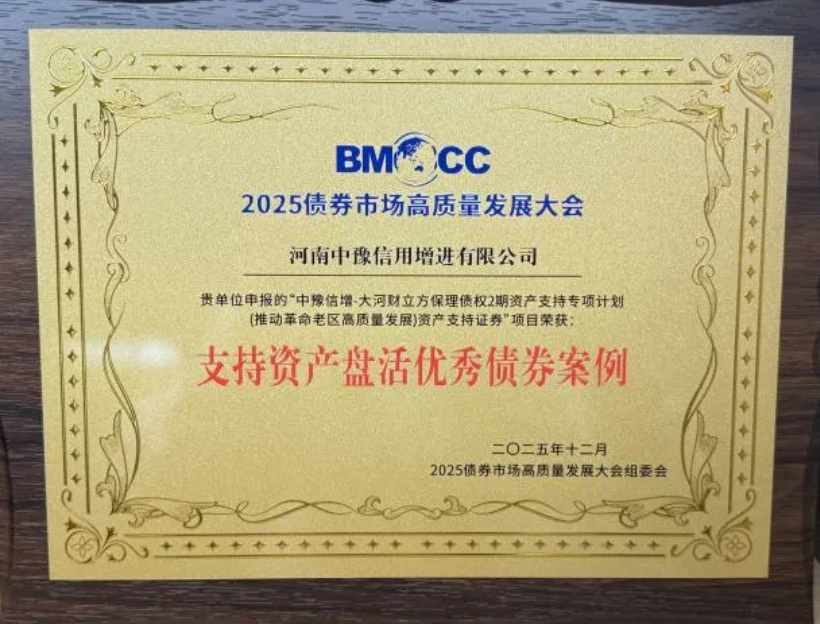 BMCC
2025债券市场高质量发展大会
河南中豫信用增进有限公司
贵单位申报的"中豫信增-大河财立方保理债权2期资产支持专项计划
(推动革命老区高质量发展)资产支持证券"项目荣获:
支持资产盘活优秀债券案例
二〇二五年十二月
2025债券市场高质量发展大会组委会